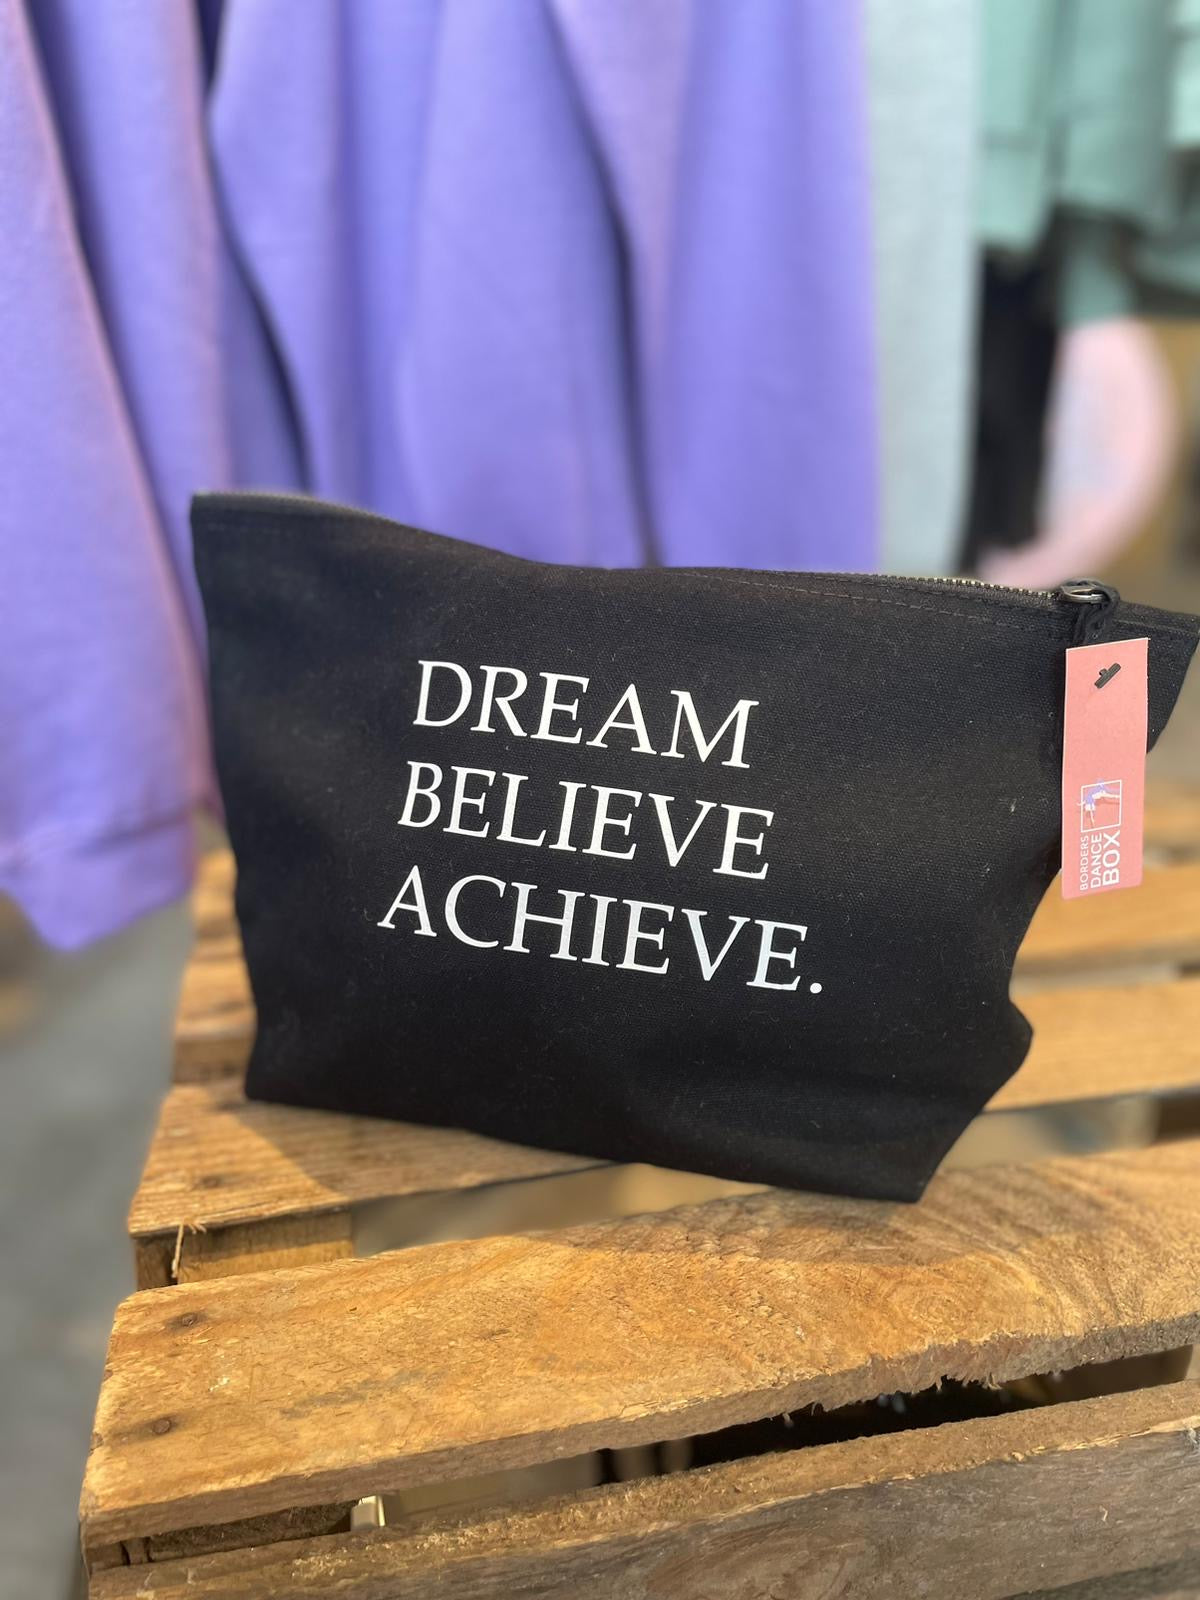 DREAM
BELIEVE
ACHIEVE.
BORDERS
DANCE
BOX